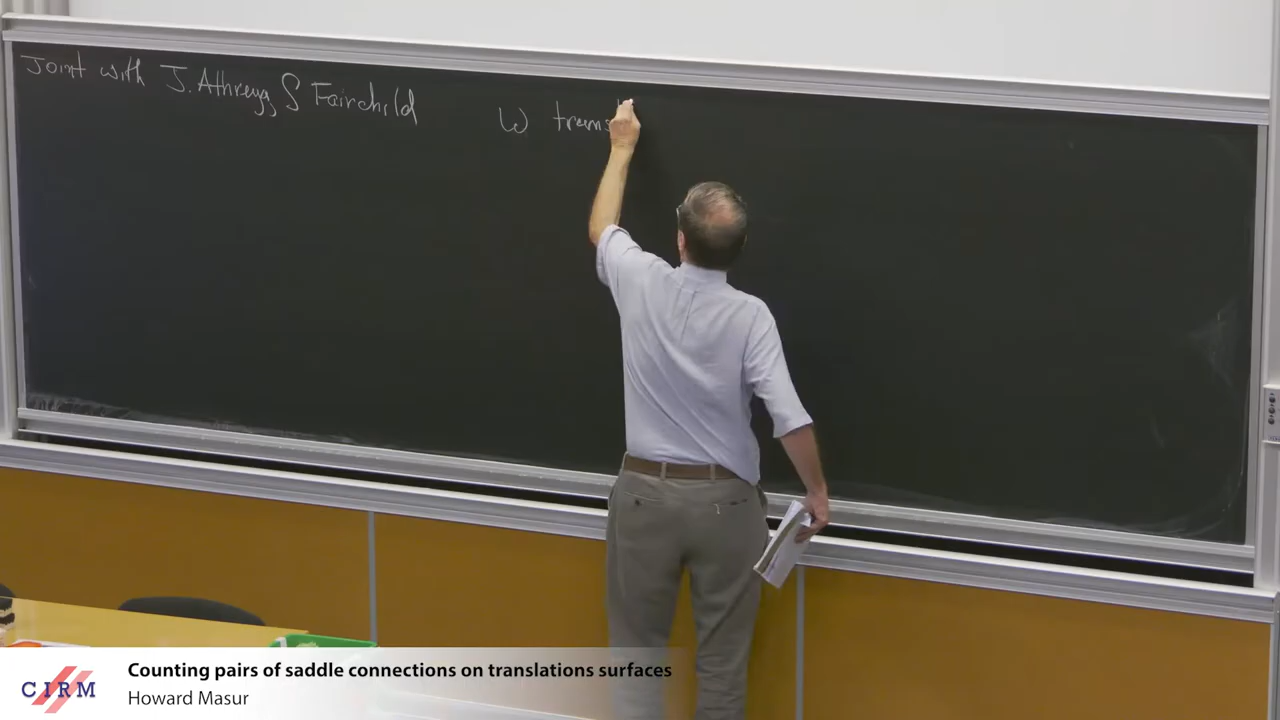 Joint with J. Athreya, S Fairchild
ω trans
CIRM
Counting pairs of saddle connections on translations surfaces
Howard Masur